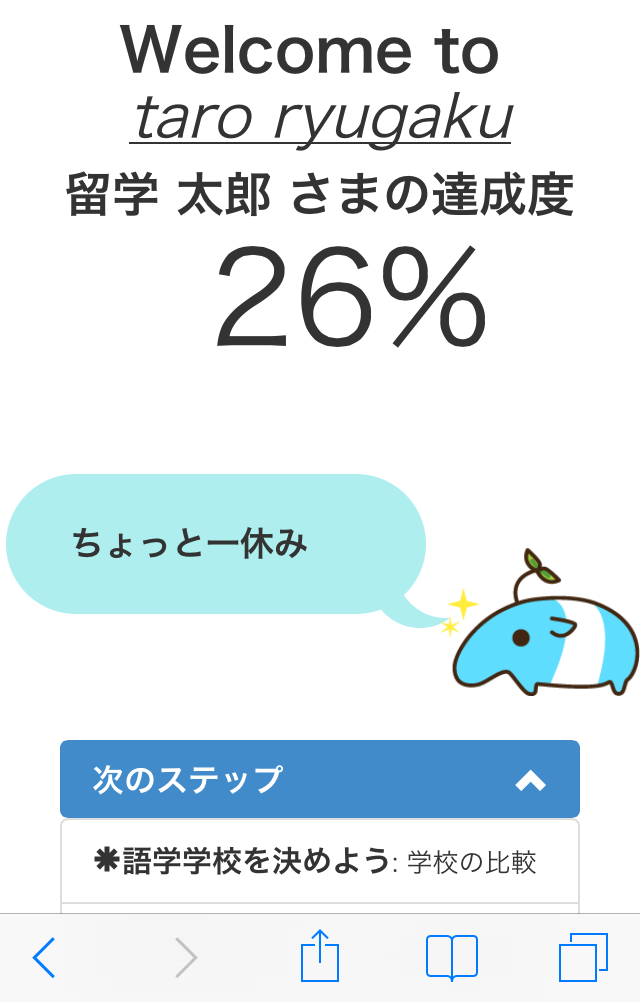 Welcome to
taro ryugaku
留学 太郎 さまの達成度
26%
ちょっと一休み
次のステップ
✱語学学校を決めよう: 学校の比較